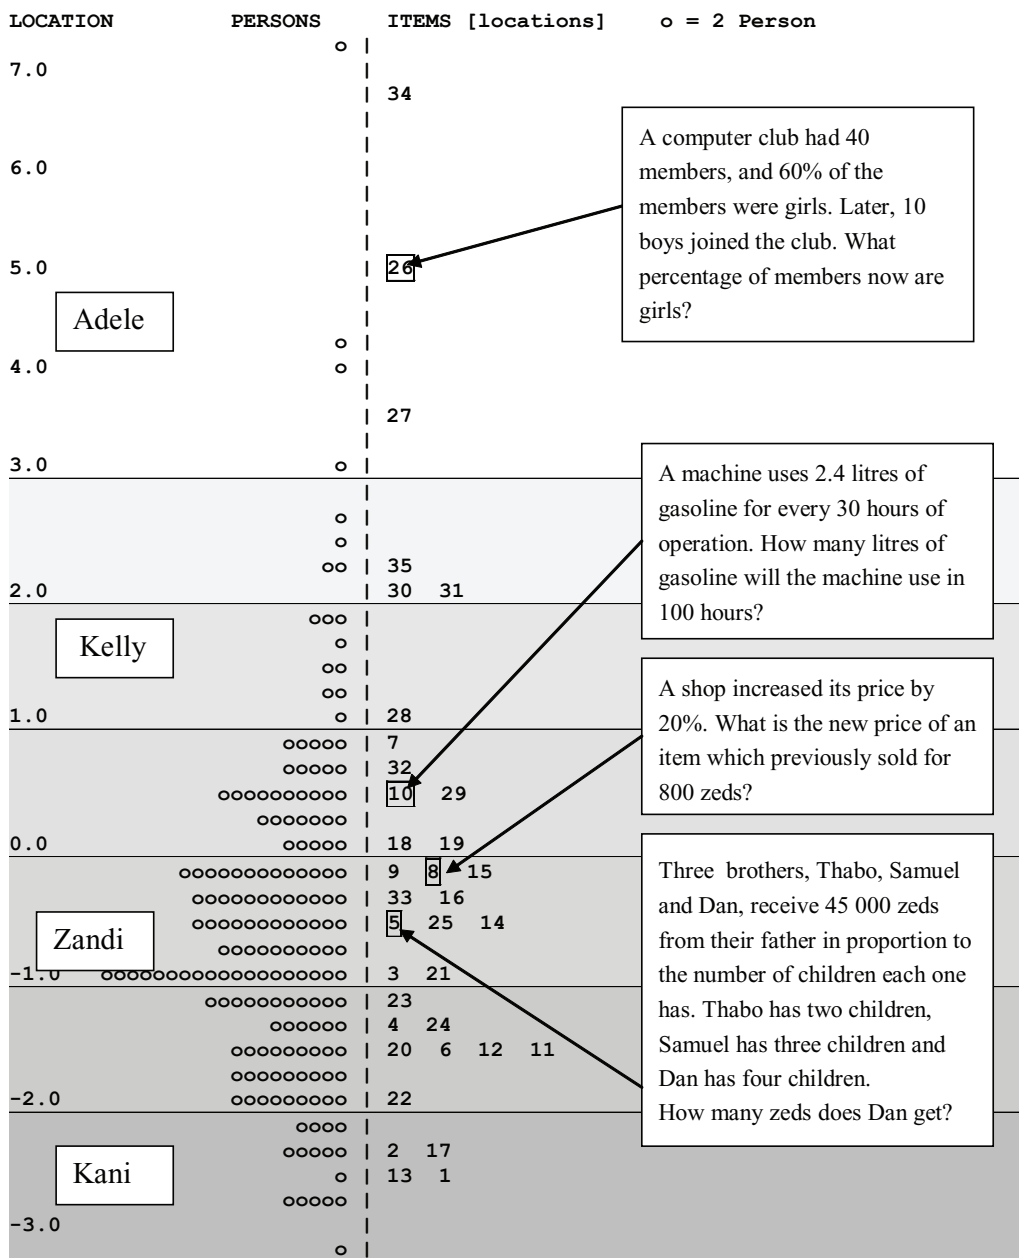 LOCATION PERSONS ITEMS [locations] o = 2 Person
o |
7.0 |
| 34
A computer club had 40
members, and 60% of the
members were girls. Later, 10
boys joined the club. What
percentage of members now are
girls?
6.0 |
5.0 | 26
Adele
o |
4.0 o |
| 27
3.0 o |
A machine uses 2.4 litres of
gasoline for every 30 hours of
operation. How many litres of
gasoline will the machine use in
100 hours?
o |
o |
oo | 35
2.0 | 30 31
ooo |
Kelly
o |
oo |
oo |
1.0 o | 28
A shop increased its price by
20%. What is the new price of an
item which previously sold for
800 zeds?
ooooo | 7
ooooo | 32
oooooooooo | 10 29
ooooooo |
0.0 ooooo | 18 19
ooooooooooooo | 9 8 15
oooooooooooo | 33 16
oooooooooooo | 5 25 14
Zandi
oooooooooo |
-1.0 ooooooooooooooooooo | 3 21
Three brothers, Thabo, Samuel
and Dan, receive 45 000 zeds
from their father in proportion to
the number of children each one
has. Thabo has two children,
Samuel has three children and
Dan has four children.
How many zeds does Dan get?
ooooooooooo | 23
oooooo | 4 24
ooooooooo | 20 6 12 11
ooooooooo |
-2.0 ooooooooo | 22
oooo |
ooooo | 2 17
Kani
o | 13 1
ooooo |
-3.0 |
o |